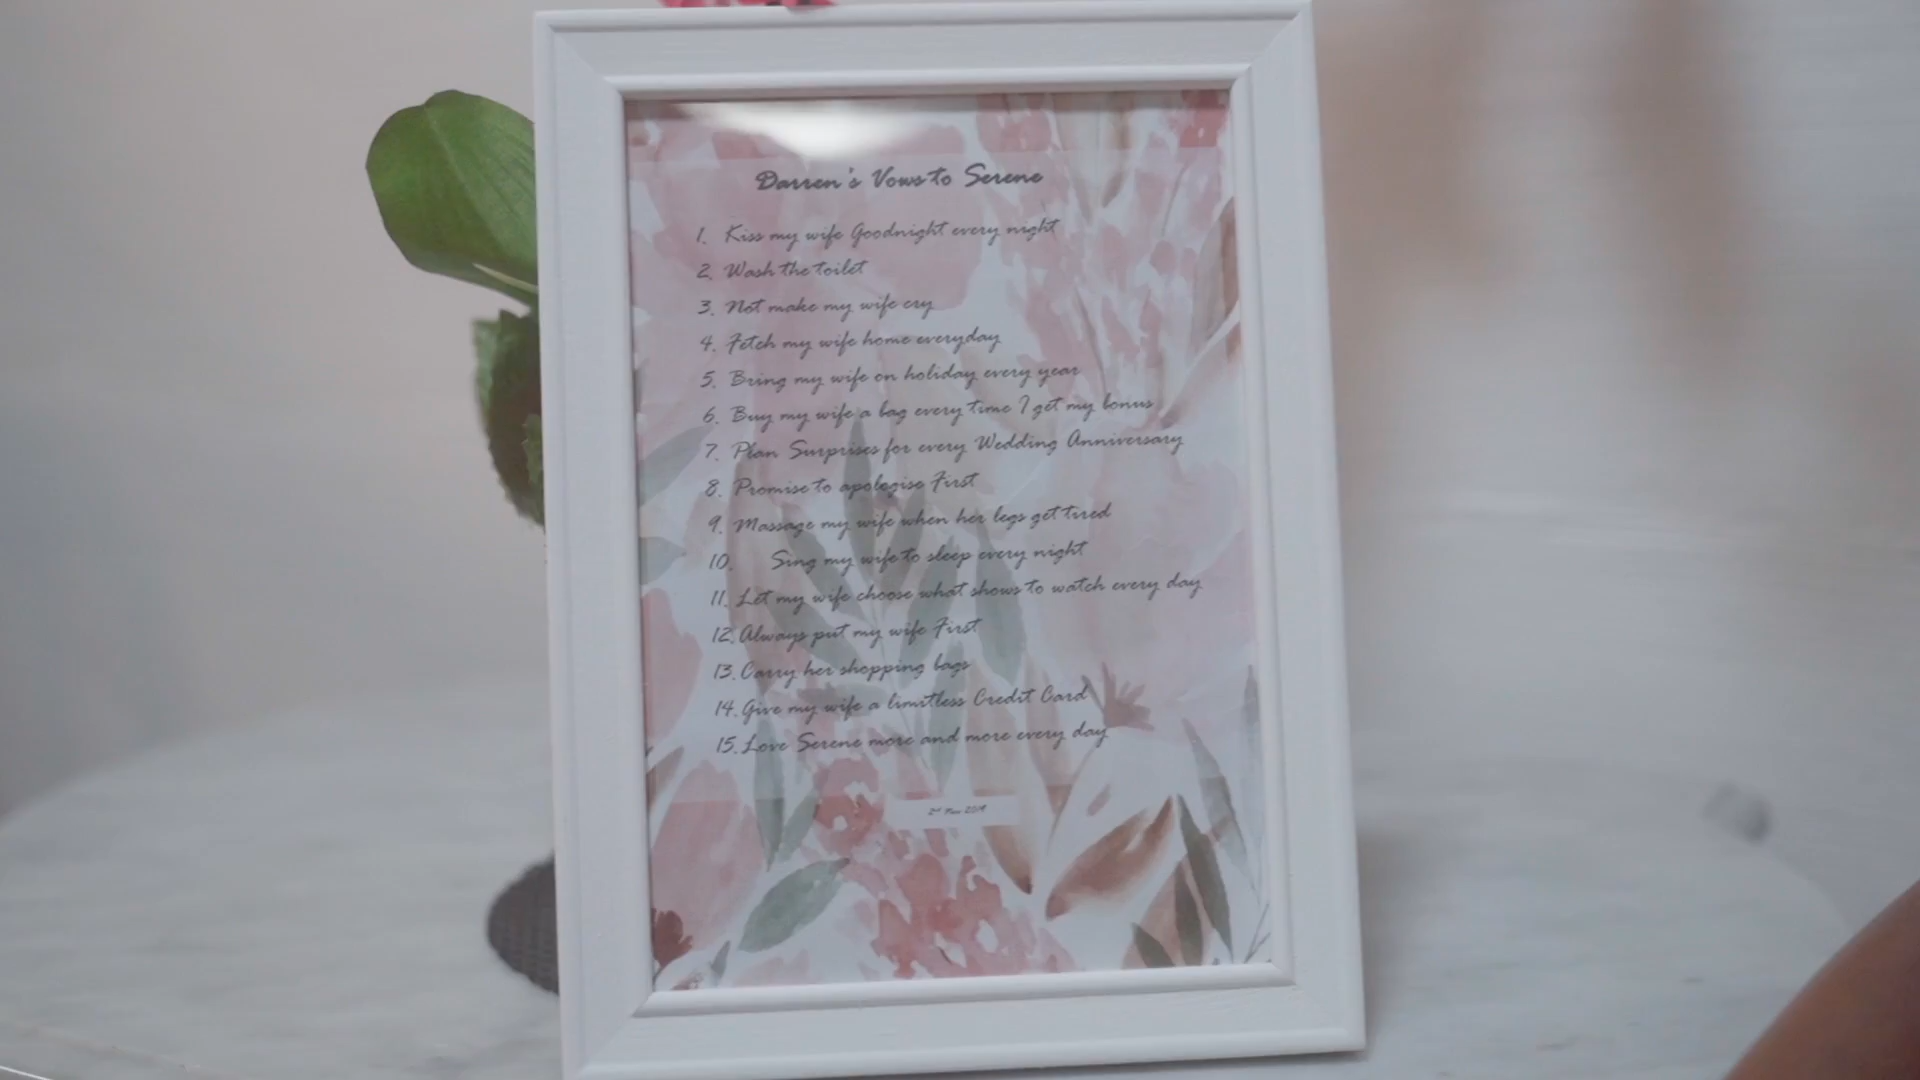 Darren's Vows to Serene
1. Kiss my wife Goodnight every night
2. Wash the toilet
3. Not make my wife cry
4. Fetch my wife home everyday
5. Bring my wife on holiday every year
6. Buy my wife a bag every time I get my bonus
7. Plan Surprises for every Wedding Anniversary
8. Promise to apologise First
9. Massage my wife when her legs get tired
10. Sing my wife to sleep every night
11. Let my wife choose what shows to watch every day
12. Always put my wife First
13. Carry her shopping bags
14. Give my wife a limitless Credit Card
15. Love Serene more and more every day
2nd Nov 2019